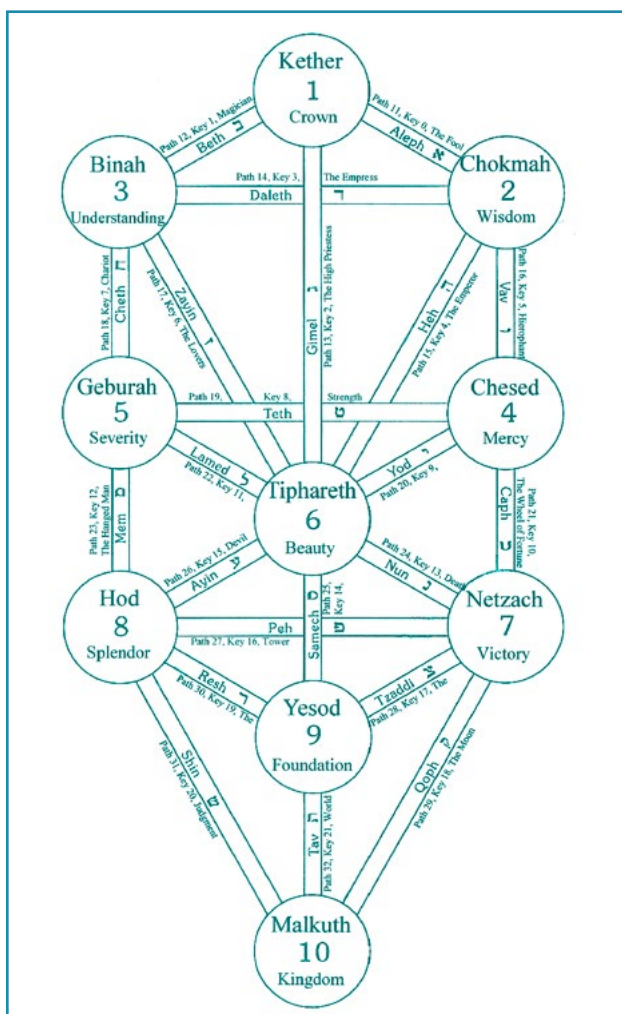 Kether
1
Crown
Path 12, Key 1, Magician
Beth ב
Path 11, Key 0, The Fool
Aleph א
Binah
3
Understanding
Chokmah
2
Wisdom
Path 14, Key 3, The Empress
Daleth
Gimel
Path 13, Key 2, The High Priestess
Path 18, Key 7, Chariot
Cheth ח
Zayin ז
Path 17, Key 6, The Lovers
Heh ה
Path 15, Key 4, The Emperor
Path 16, Key 5, Hierophant
Vav ו
Geburah
5
Severity
Chesed
4
Mercy
Path 19, Key 8, Strength
Teth ט
Lamed ל
Path 22, Key 11,
Yod י
Path 20, Key 9,
Tiphareth
6
Beauty
Path 23, Key 12,
The Hanged Man
Mem מ
Path 21, Key 10,
The Wheel of Fortune
Caph
Path 26, Key 15, Devil
Ayin ע
Path 24, Key 13, Death
Nun נ
Hod
8
Splendor
Netzach
7
Victory
Path 25,
Key 14,
Samech
Peh
Path 27, Key 16, Tower
Resh ר
Path 30, Key 19, The
Tzaddi צ
Path 28, Key 17, The
Yesod
9
Foundation
Shin ש
Path 31, Key 20, Judgment
Qoph ק
Path 29, Key 18, The Moon
Tav ת
Path 32, Key 21, World
Malkuth
10
Kingdom